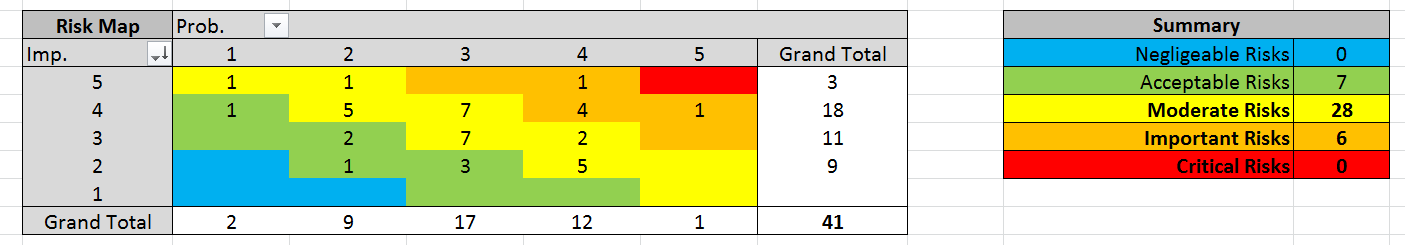 Risk Map Prob. Summary
Imp. 1 2 3 4 5 Grand Total Negligeable Risks 0
5 1 1 1 3 Acceptable Risks 7
4 1 5 7 4 1 18 Moderate Risks 28
3 2 7 2 11 Important Risks 6
2 1 3 5 9 Critical Risks 0
1
Grand Total 2 9 17 12 1 41